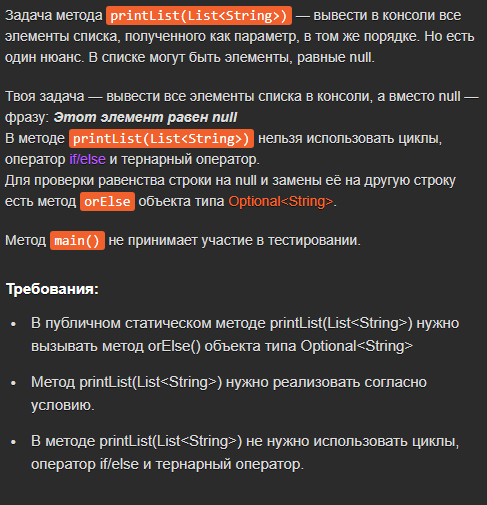 Задача метода printList(List<String>) — вывести в консоли все
элементы списка, полученного как параметр, в том же порядке. Но есть
один нюанс. В списке могут быть элементы, равные null.
Твоя задача — вывести все элементы списка в консоли, а вместо null —
фразу: Этот элемент равен null
В методе printList(List<String>) нельзя использовать циклы,
оператор if/else и тернарный оператор.
Для проверки равенства строки на null и замены её на другую строку
есть метод orElse объекта типа Optional<String>.
Метод main() не принимает участие в тестировании.
Требования:
• В публичном статическом методе printList(List<String>) нужно
вызывать метод orElse() объекта типа Optional<String>
• Метод printList(List<String>) нужно реализовать согласно
условию.
• В методе printList(List<String>) не нужно использовать циклы,
оператор if/else и тернарный оператор.